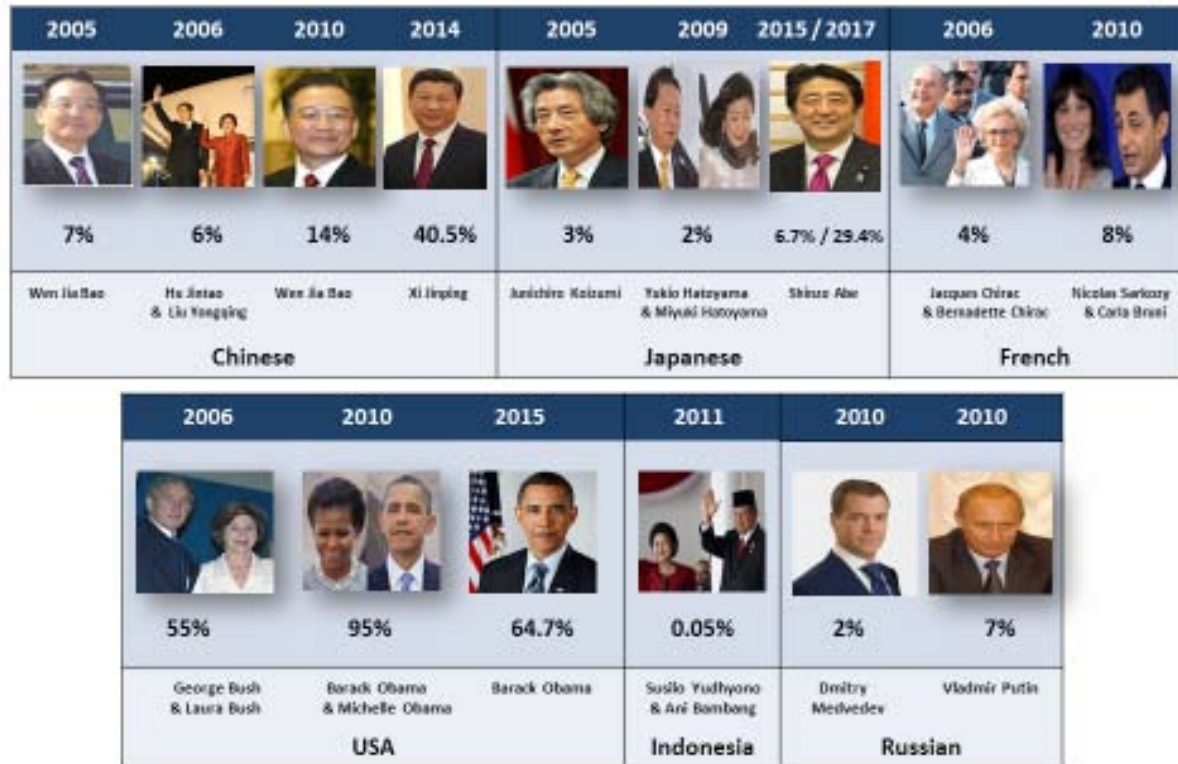 2005 2006 2010 2014 2005 2009 2015 / 2017 2006 2010
7% 6% 14% 40.5% 3% 2% 6.7% / 29.4% 4% 8%
Wen Jia Bao Hu Jintao Wen Jia Bao Xi Jinping Junichiro Koizumi Yukio Hatoyama Shinzo Abe Jacques Chirac Nicolas Sarkozy
& Liu Yongqing & Miyuki Hatoyama & Bernadette Chirac & Carla Bruni
Chinese Japanese French
2006 2010 2015 2011 2010 2010
55% 95% 64.7% 0.05% 2% 7%
George Bush Barack Obama Barack Obama Susilo Yudhyono Dmitry Vladmir Putin
& Laura Bush & Michelle Obama & Ani Bambang Medvedev
USA Indonesia Russian